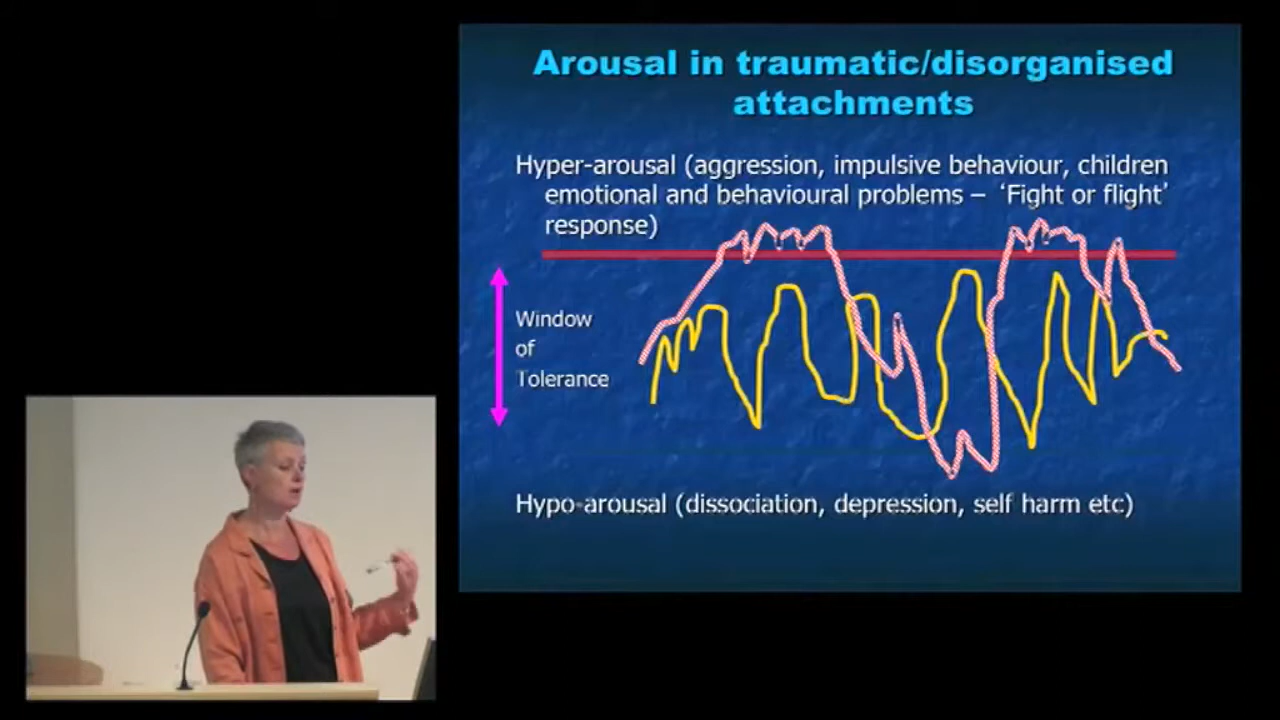 Arousal in traumatic/disorganised
attachments
Hyper-arousal (aggression, impulsive behaviour, children
emotional and behavioural problems – ‘Fight or flight’
response)
Window
of
Tolerance
Hypo-arousal (dissociation, depression, self harm etc)